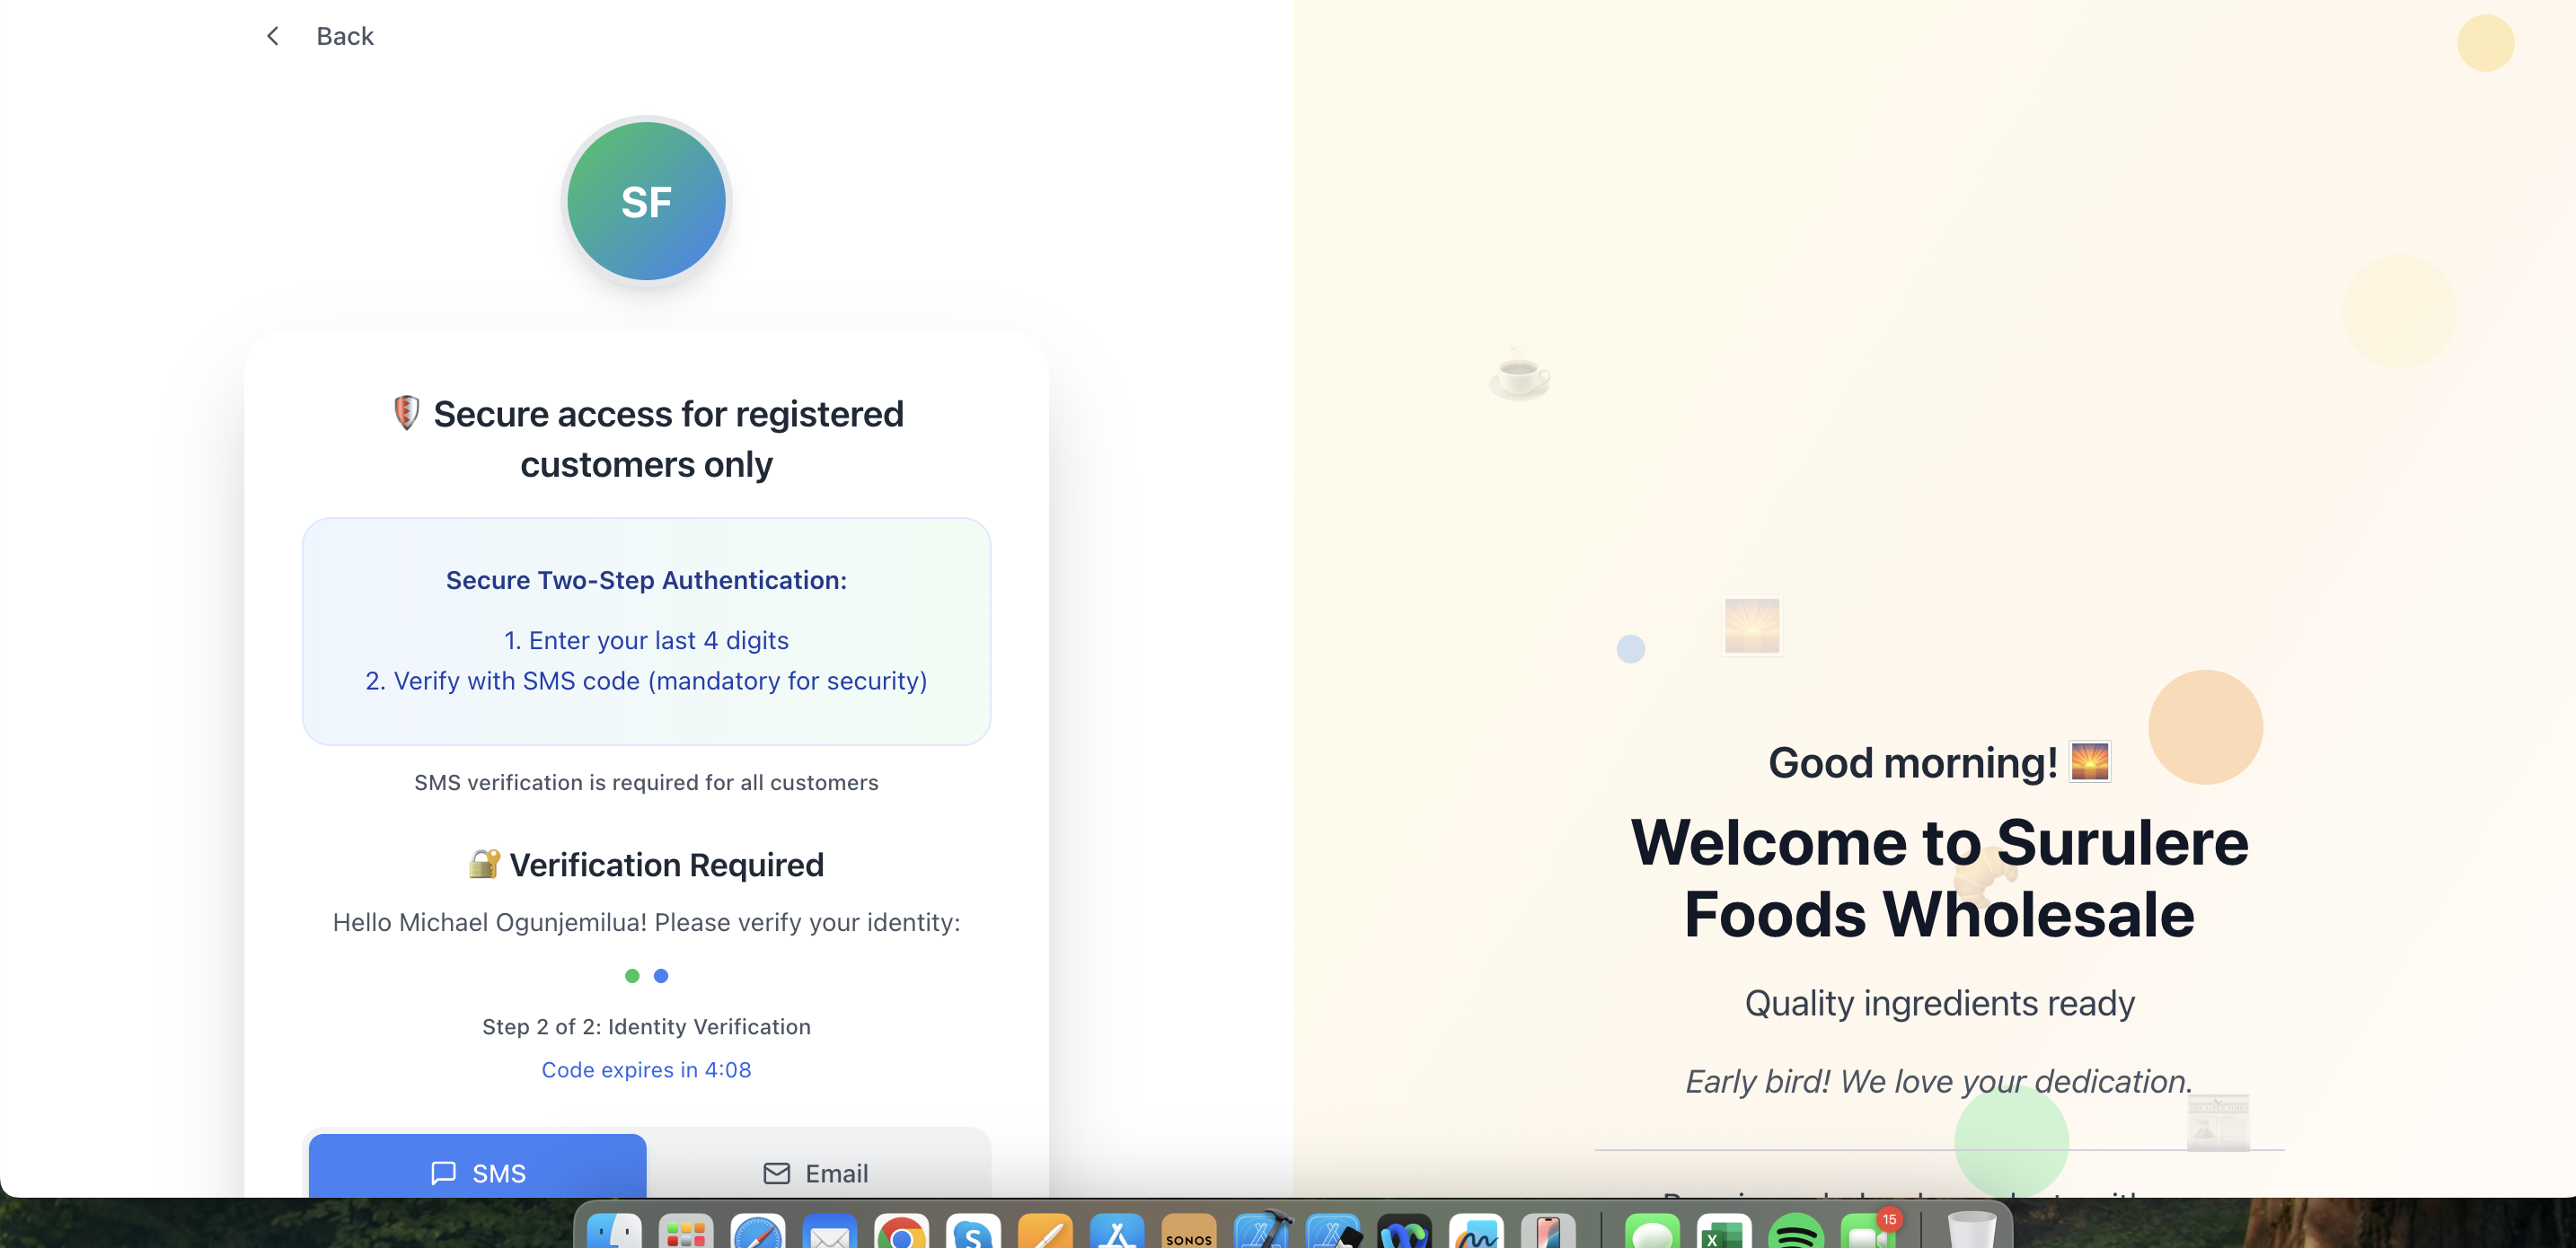 Back
SF
Secure access for registered
customers only
Secure Two-Step Authentication:
1. Enter your last 4 digits
2. Verify with SMS code (mandatory for security)
SMS verification is required for all customers
Verification Required
Hello Michael Ogunjemilua! Please verify your identity:
Step 2 of 2: Identity Verification
Code expires in 4:08
SMS
Email
Good morning!
Welcome to Surulere
Foods Wholesale
Quality ingredients ready
Early bird! We love your dedication.
SONOS
15